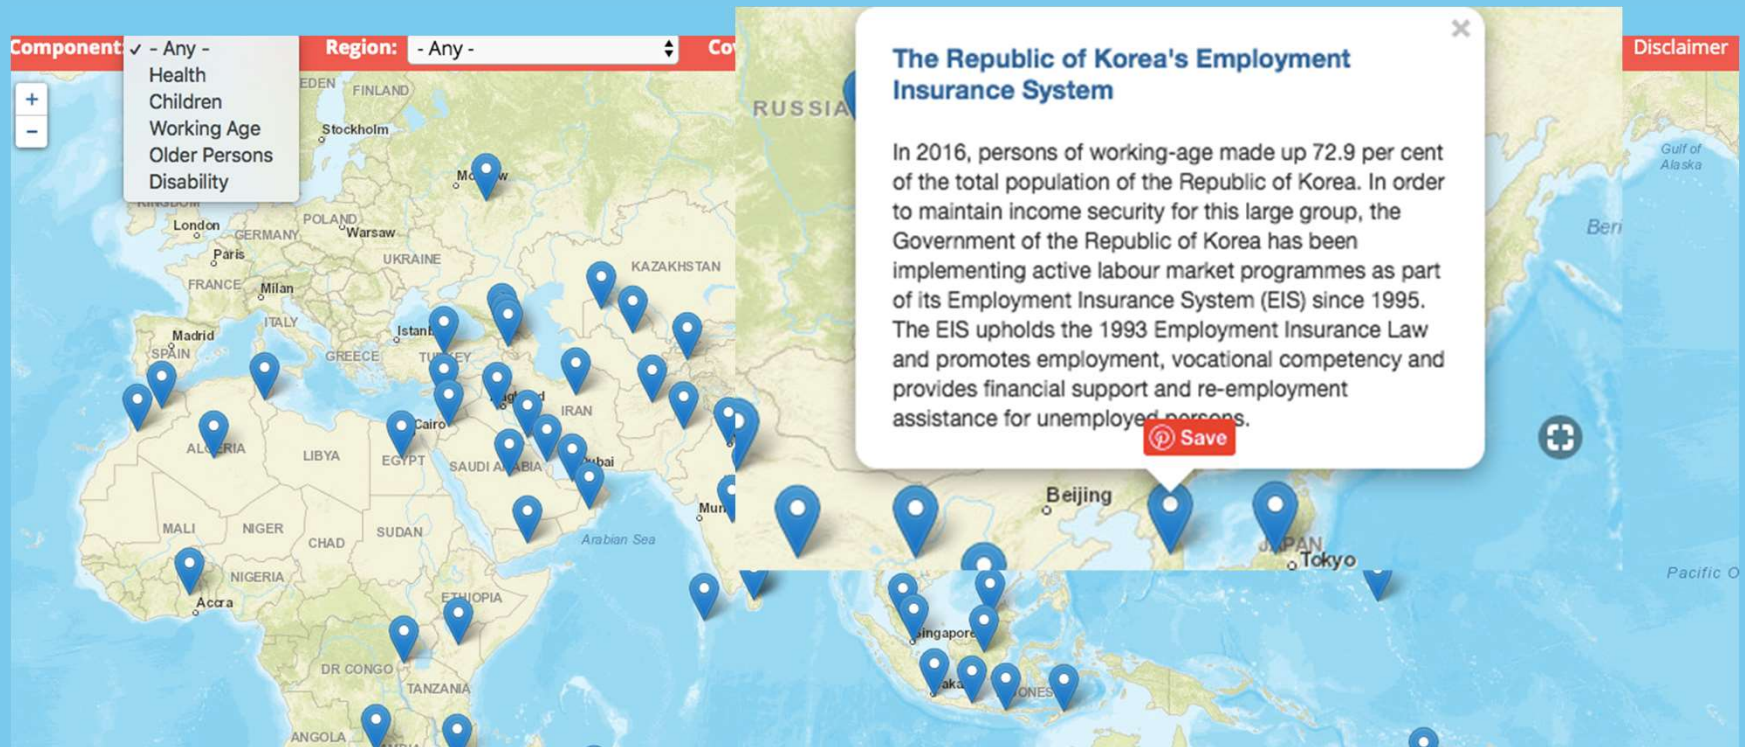 Component:
✓ - Any -
Health
Children
Working Age
Older Persons
Disability
Region:
- Any -
Disclaimer
+
−
The Republic of Korea's Employment
Insurance System
×
In 2016, persons of working-age made up 72.9 per cent
of the total population of the Republic of Korea. In order
to maintain income security for this large group, the
Government of the Republic of Korea has been
implementing active labour market programmes as part
of its Employment Insurance System (EIS) since 1995.
The EIS upholds the 1993 Employment Insurance Law
and promotes employment, vocational competency and
provides financial support and re-employment
assistance for unemployed persons.
Save
RUSSIA
Beijing
JAPAN
Tokyo
EDEN
FINLAND
Stockholm
KINGDOM
London
GERMANY
POLAND
Warsaw
Paris
UKRAINE
KAZAKHSTAN
FRANCE
Milan
ITALY
Madrid
SPAIN
GREECE
IRAN
Cairo
LIBYA
EGYPT
MALI
NIGER
CHAD
SUDAN
Arabian Sea
NIGERIA
Accra
ETHIOPIA
DR CONGO
TANZANIA
ANGOLA
Gulf of
Alaska
Beri
Pacific O